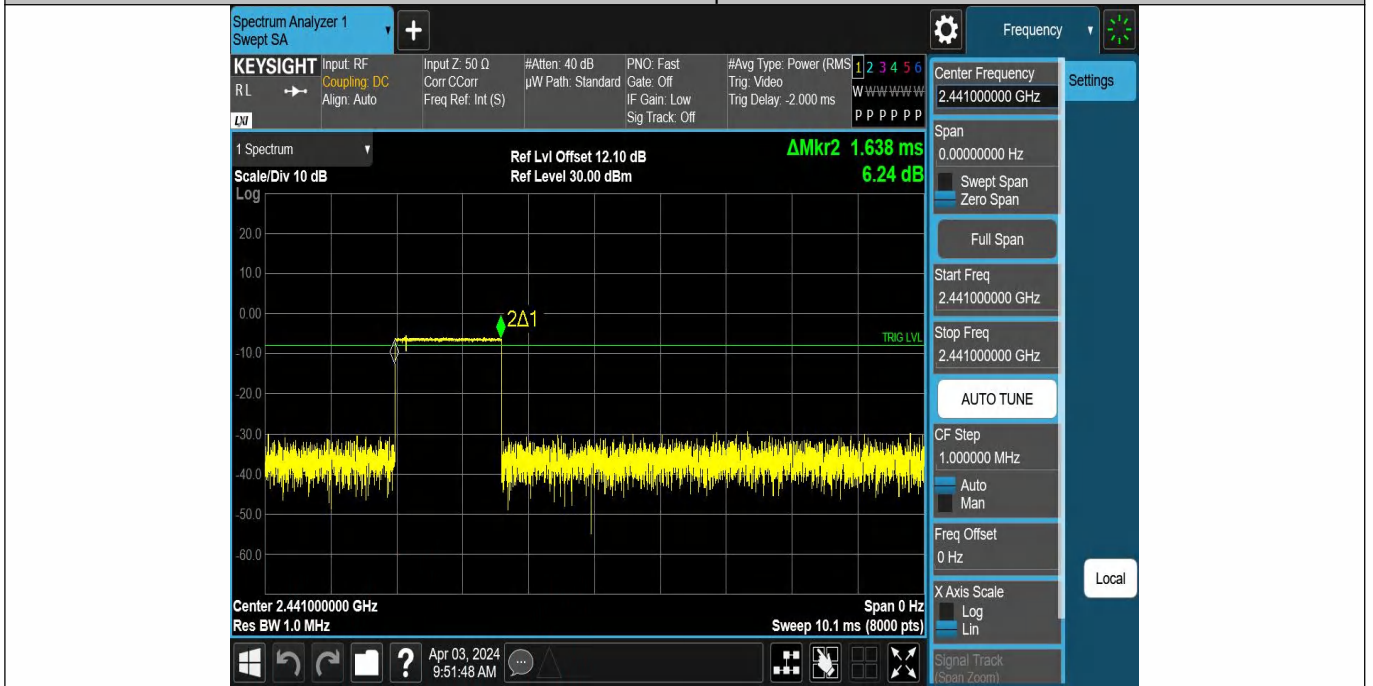 Spectrum Analyzer 1
Swept SA
+
Frequency
KEYSIGHT
RL
LXI
Input: RF
Coupling: DC
Align: Auto
Input Z: 50 Ω
Corr CCorr
Freq Ref: Int (S)
#Atten: 40 dB
µW Path: Standard
PNO: Fast
Gate: Off
IF Gain: Low
Sig Track: Off
#Avg Type: Power (RMS
Trig: Video
Trig Delay: -2.000 ms
1 2 3 4 5 6
W W W W W W
P P P P P P
1 Spectrum
Scale/Div 10 dB
Log
Ref Lvl Offset 12.10 dB
Ref Level 30.00 dBm
ΔMkr2 1.638 ms
6.24 dB
20.0
10.0
0.00
-10.0
-20.0
-30.0
-40.0
-50.0
-60.0
2Δ1
1
TRIG LVL
Center 2.441000000 GHz
Res BW 1.0 MHz
Span 0 Hz
Sweep 10.1 ms (8000 pts)
Center Frequency
2.441000000 GHz
Settings
Span
0.00000000 Hz
Swept Span
Zero Span
Full Span
Start Freq
2.441000000 GHz
Stop Freq
2.441000000 GHz
AUTO TUNE
CF Step
1.000000 MHz
Auto
Man
Freq Offset
0 Hz
X Axis Scale
Log
Lin
Signal Track
(Span Zoom)
Local
?
Apr 03, 2024
9:51:48 AM